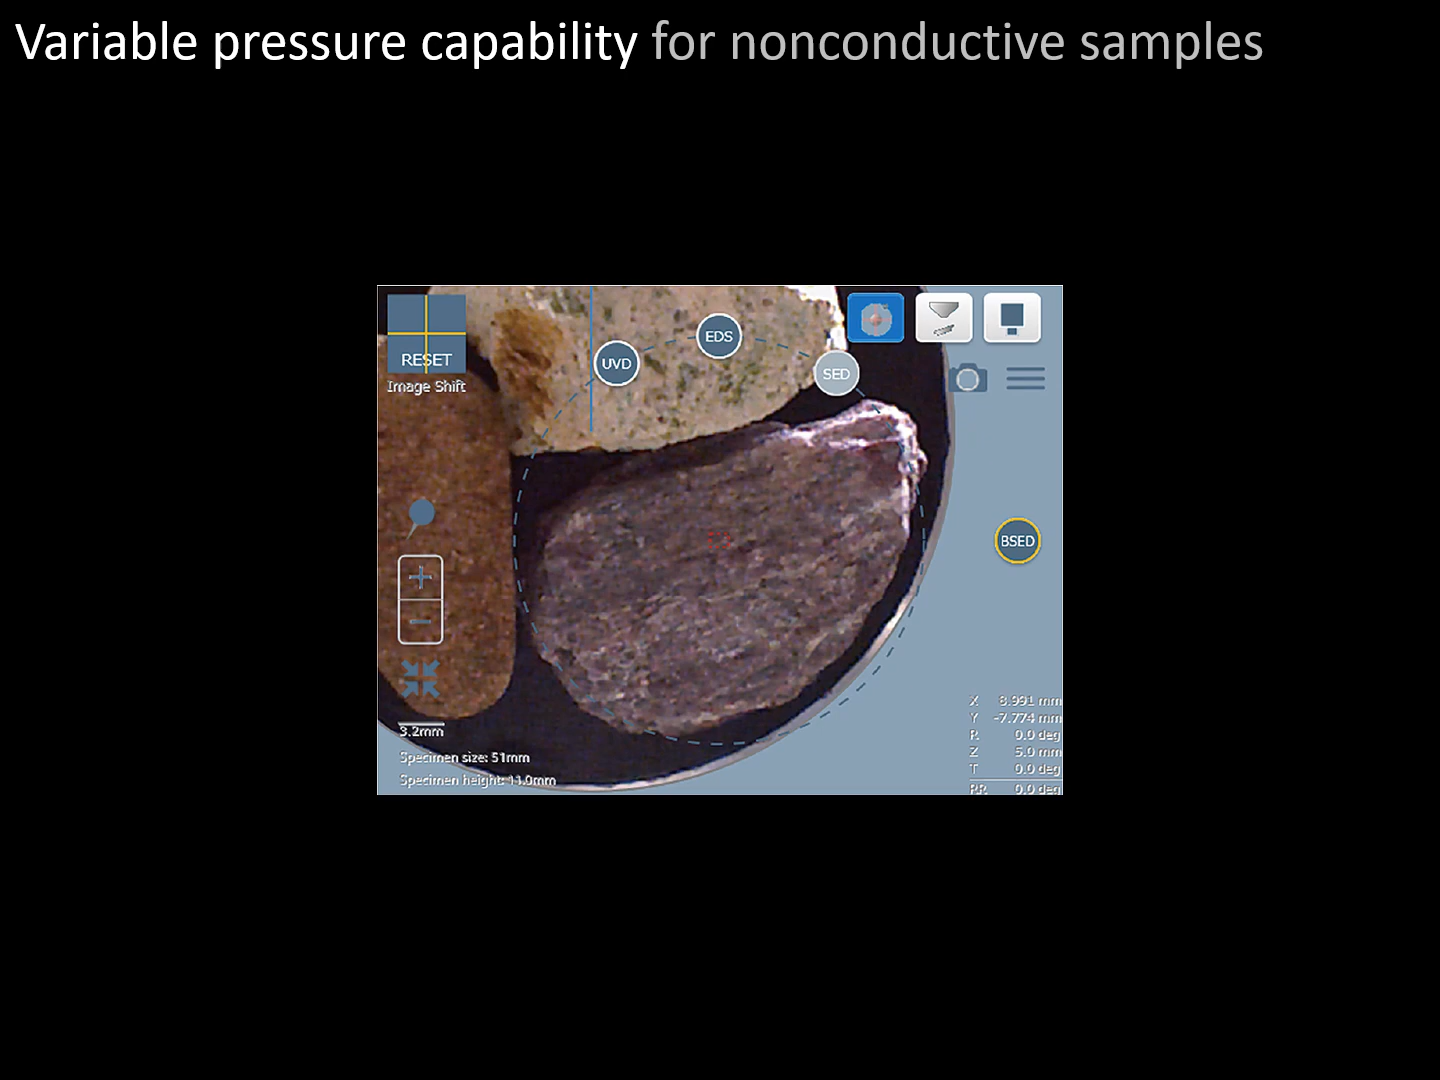 Variable pressure capability for nonconductive samples
RESET
Image Shift
UVD
EDS
SED
BSED
+
−
3.2mm
Specimen size: 51mm
Specimen height: 11.0mm
X 8.991 mm
Y -7.774 mm
R 0.0 deg
Z 5.0 mm
T 0.0 deg
RR 0.0 deg